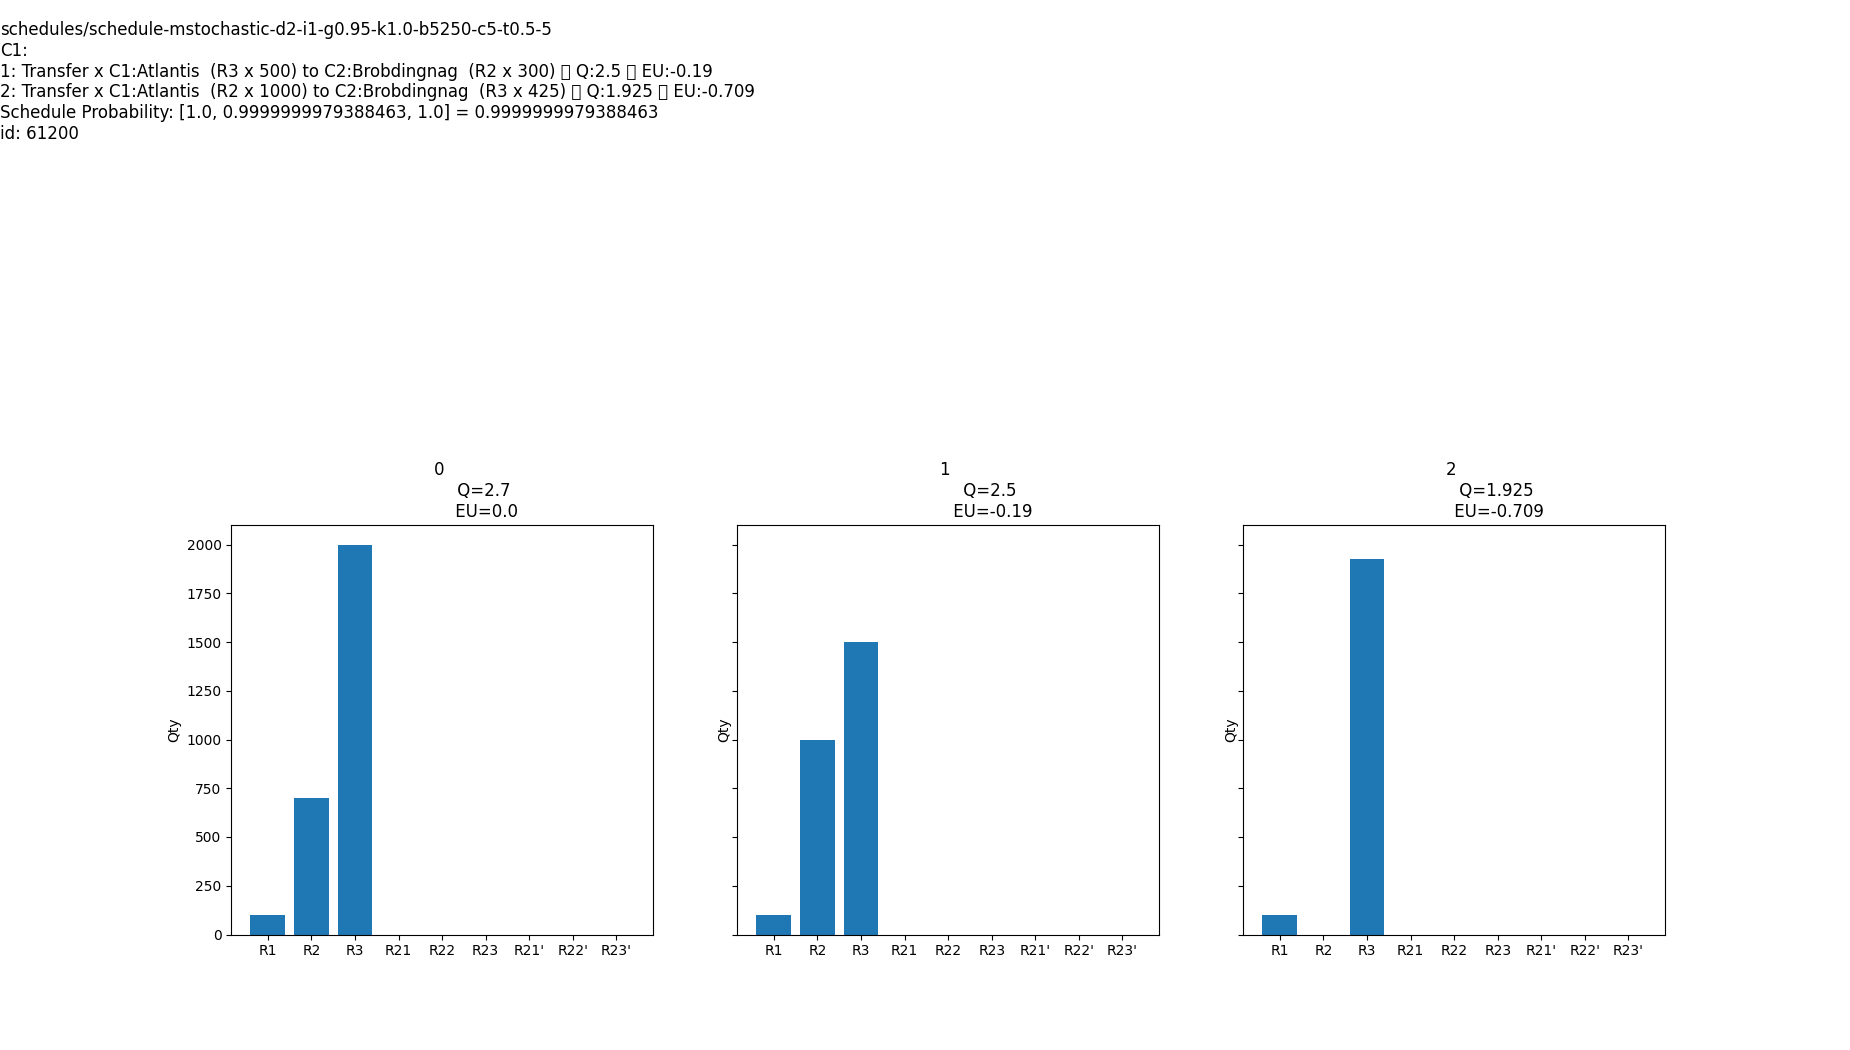 schedules/schedule-mstochastic-d2-i1-g0.95-k1.0-b5250-c5-t0.5-5
C1:
1: Transfer x C1:Atlantis  (R3 x 500) to C2:Brobdingnag  (R2 x 300) ▯ Q:2.5 ▯ EU:-0.19
2: Transfer x C1:Atlantis  (R2 x 1000) to C2:Brobdingnag  (R3 x 425) ▯ Q:1.925 ▯ EU:-0.709
Schedule Probability: [1.0, 0.9999999979388463, 1.0] = 0.9999999979388463
id: 61200
0
Q=2.7
EU=0.0
2000
1750
1500
1250
1000
750
500
250
0
Qty
R1 R2 R3 R21 R22 R23 R21' R22' R23'
1
Q=2.5
EU=-0.19
Qty
R1 R2 R3 R21 R22 R23 R21' R22' R23'
2
Q=1.925
EU=-0.709
Qty
R1 R2 R3 R21 R22 R23 R21' R22' R23'